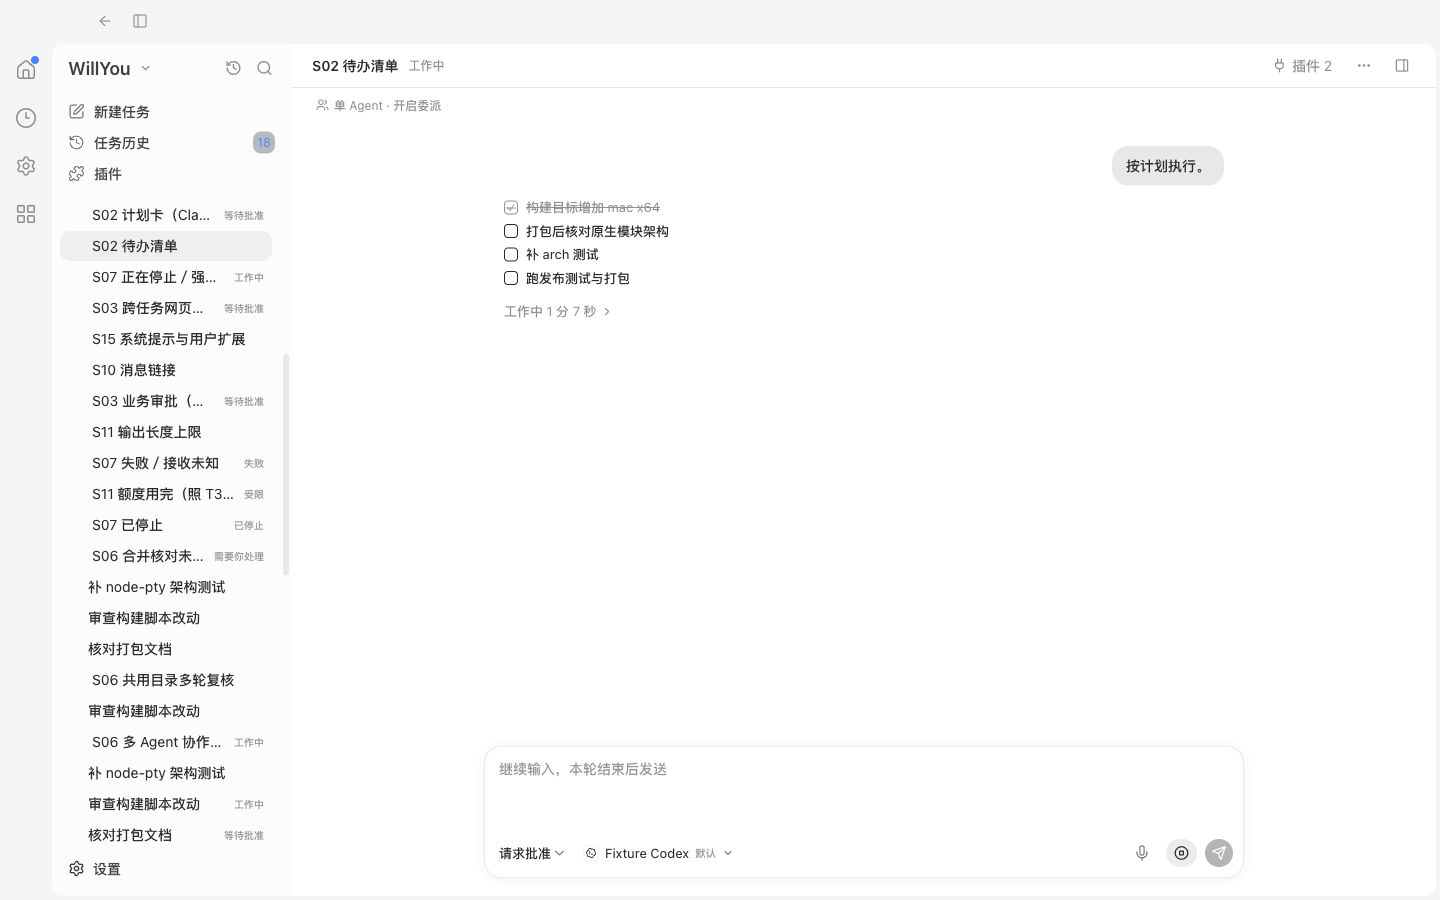 WillYou
新建任务
任务历史
18
插件
S02 计划卡（Cla...
等待批准
S02 待办清单
S07 正在停止 / 强...
工作中
S03 跨任务网页...
等待批准
S15 系统提示与用户扩展
S10 消息链接
S03 业务审批（...
等待批准
S11 输出长度上限
S07 失败 / 接收未知
失败
S11 额度用完（照 T3...
受限
S07 已停止
已停止
S06 合并核对未...
需要你处理
补 node-pty 架构测试
审查构建脚本改动
核对打包文档
S06 共用目录多轮复核
审查构建脚本改动
S06 多 Agent 协作...
工作中
补 node-pty 架构测试
审查构建脚本改动
工作中
核对打包文档
等待批准
设置
S02 待办清单 工作中
插件 2
单 Agent · 开启委派
按计划执行。
构建目标增加 mac x64
打包后核对原生模块架构
补 arch 测试
跑发布测试与打包
工作中 1 分 7 秒
继续输入，本轮结束后发送
请求批准
Fixture Codex 默认